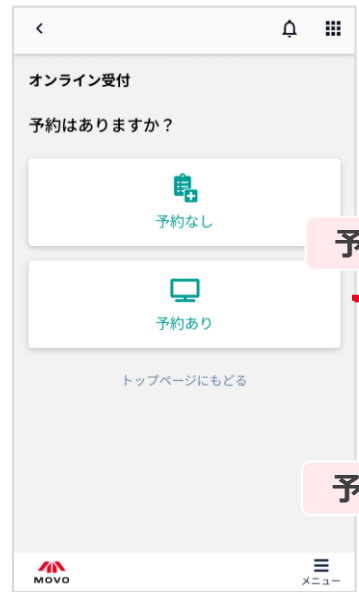 オンライン受付
予約はありますか？
予約なし
予
予約あり
トップページにもどる
予
MOVO
メニュー